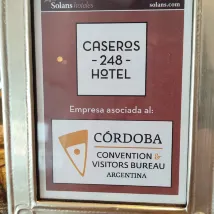 Solans hoteles solans.com
CASEROS
-248-
HOTEL
Empresa asociada al:
CÓRDOBA
CONVENTION &
VISITORS BUREAU
ARGENTINA